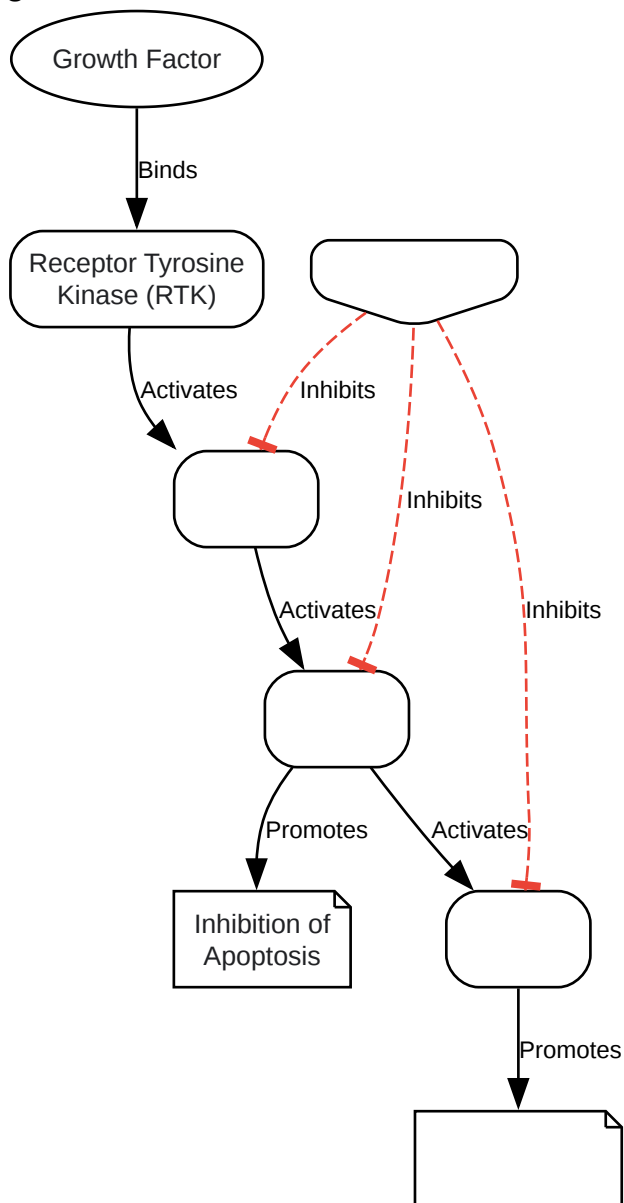 Growth Factor
Binds
Receptor Tyrosine
Kinase (RTK)
Activates
Inhibits
Inhibits
Activates
Inhibits
Promotes
Activates
Inhibition of
Apoptosis
Promotes